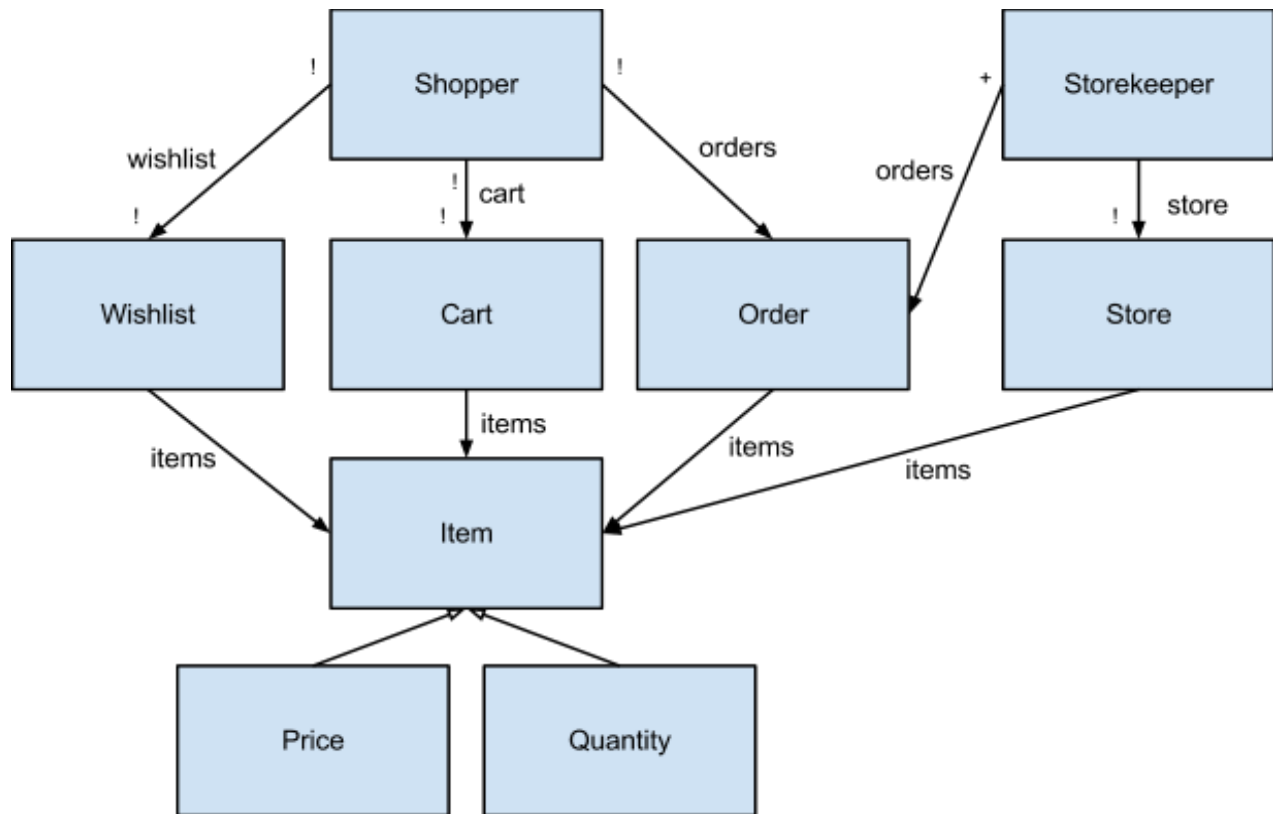 Shopper
Storekeeper
!
!
+
wishlist
!
cart
orders
orders
store
!
!
!
Wishlist
Cart
Order
Store
items
items
items
items
Item
Price
Quantity